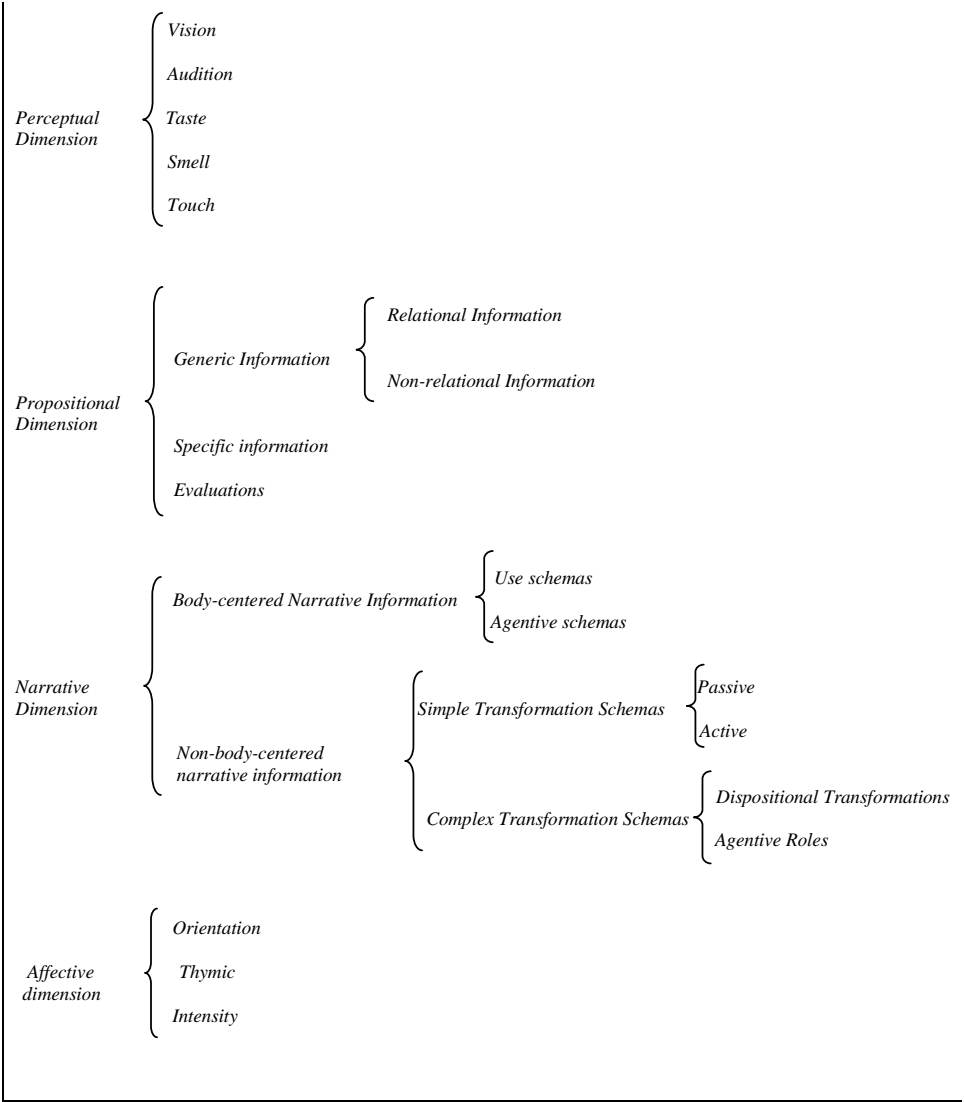 Vision
Audition
Perceptual
Dimension
Taste
Smell
Touch
Relational Information
Generic Information
Non-relational Information
Propositional
Dimension
Specific information
Evaluations
Use schemas
Body-centered Narrative Information
Agentive schemas
Narrative
Dimension
Passive
Simple Transformation Schemas
Active
Non-body-centered
narrative information
Dispositional Transformations
Complex Transformation Schemas
Agentive Roles
Orientation
Affective
dimension
Thymic
Intensity